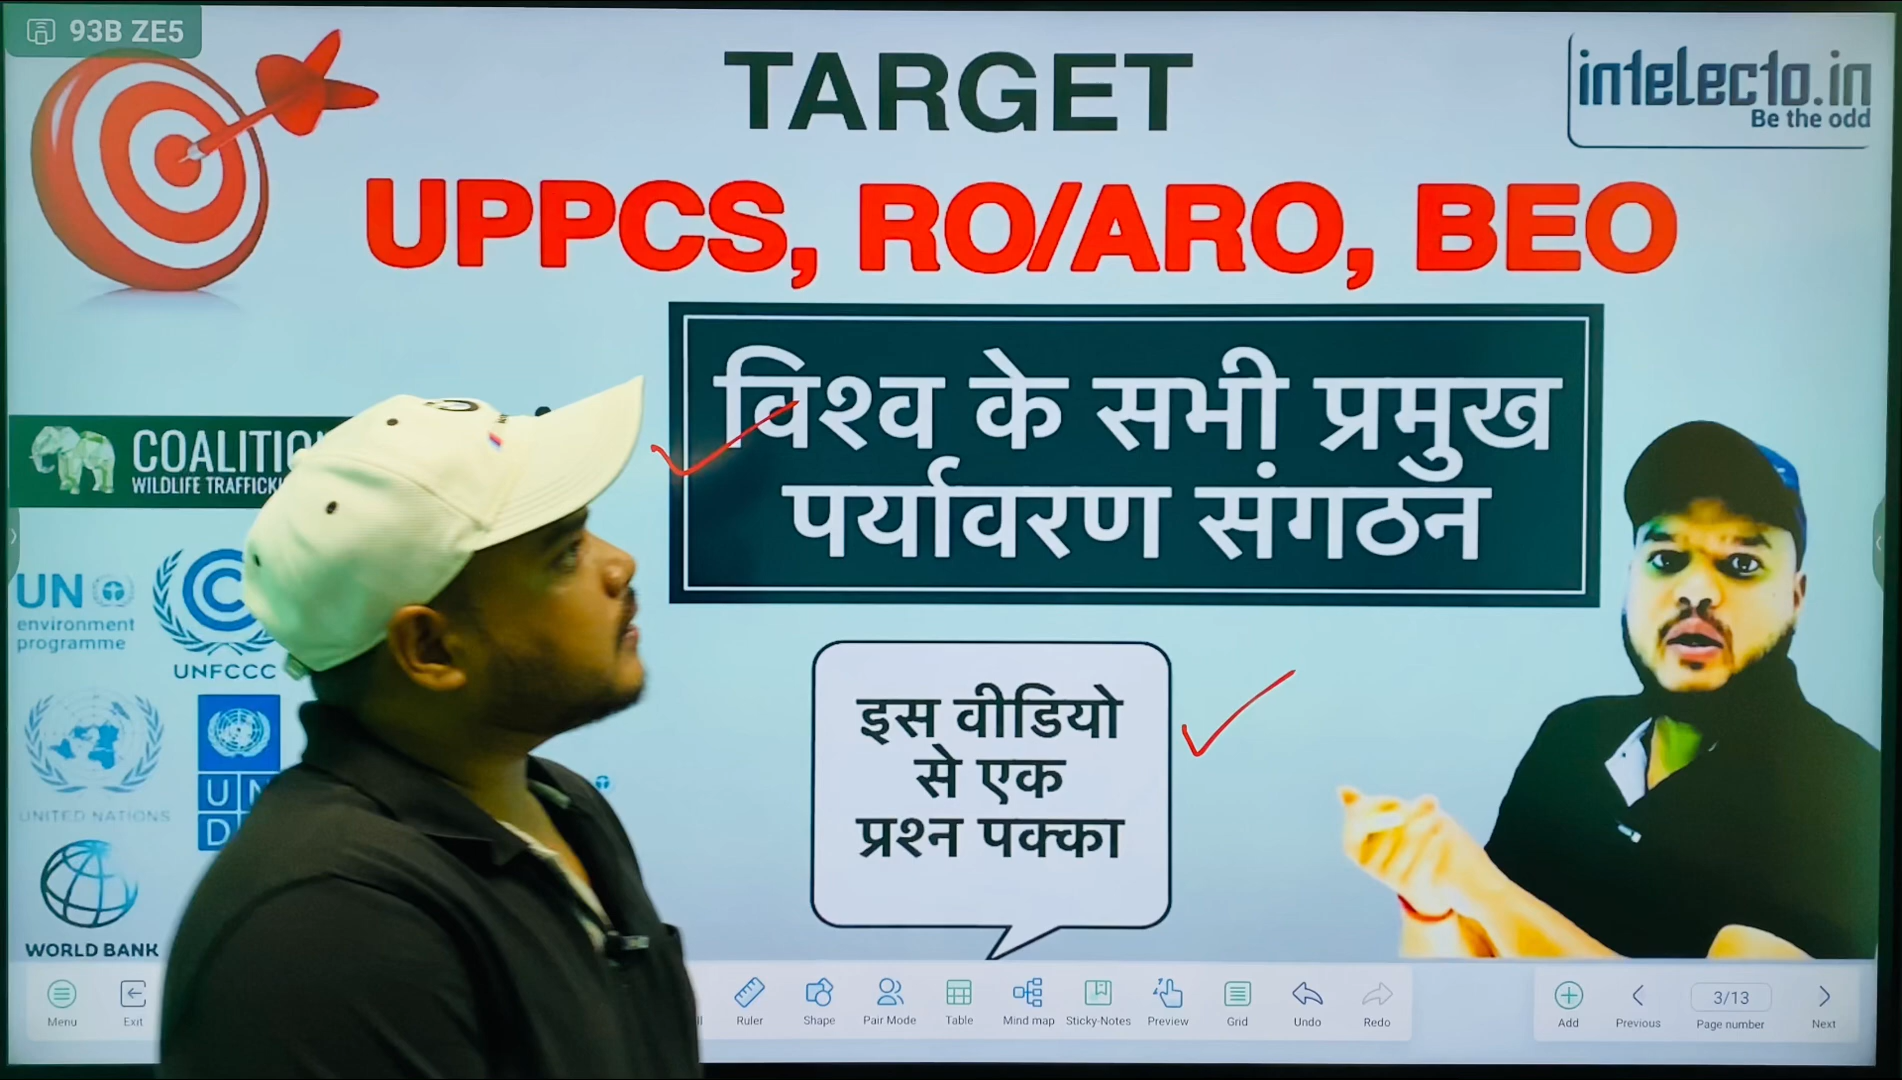 93B ZE5
TARGET
intelecto.in
Be the odd
UPPCS, RO/ARO, BEO
विश्व के सभी प्रमुख
पर्यावरण संगठन
COALITIO
WILDLIFE TRAFFICK
UN
environment
programme
UNFCCC
UNITED NATIONS
UN
D
WORLD BANK
इस वीडियो
से एक
प्रश्न पक्का
Menu
Exit
Ruler
Shape
Pair Mode
Table
Mind map
Sticky-Notes
Preview
Grid
Undo
Redo
Add
Previous
3/13
Page number
Next